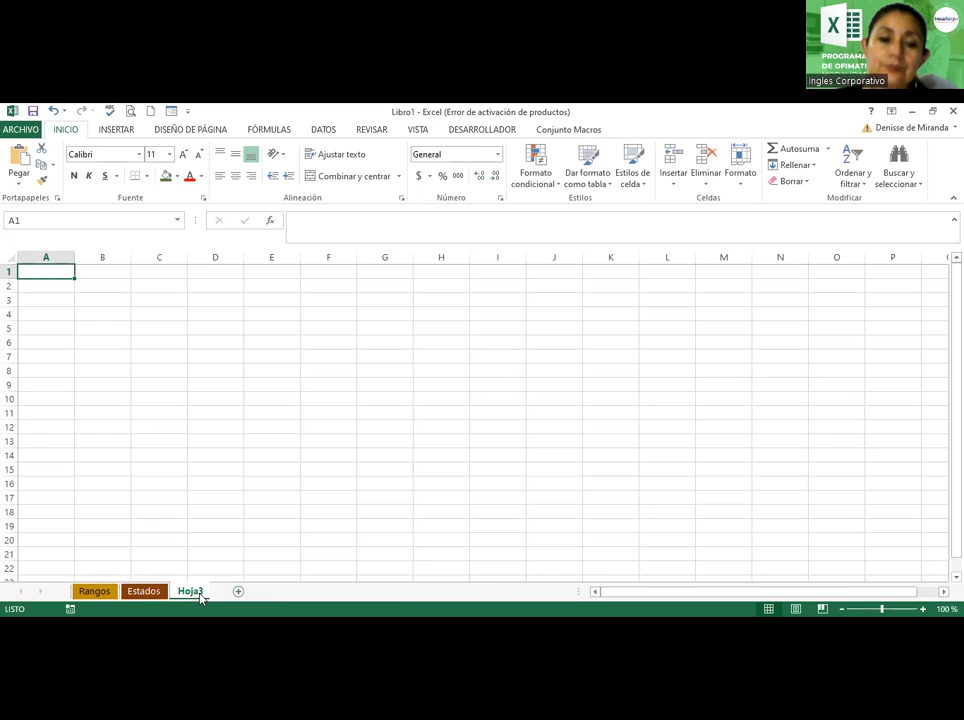 X
PROGRAMA
DE OFIMÁTI
Ingles Corporativo
Libro1 - Excel (Error de activación de productos)
ARCHIVO INICIO INSERTAR DISEÑO DE PÁGINA FÓRMULAS DATOS REVISAR VISTA DESARROLLADOR Conjunto Macros Denisse de Miranda
Pegar
Portapapeles
Calibri 11
N K S
Fuente
Ajustar texto
Combinar y centrar
Alineación
General
$ % 000
Número
Formato condicional
Dar formato como tabla
Estilos de celda
Estilos
Insertar Eliminar Formato
Celdas
Autosuma
Rellenar
Borrar
Ordenar y filtrar
Buscar y seleccionar
Modificar
A1 fx
A B C D E F G H I J K L M N O P
1
2
3
4
5
6
7
8
9
10
11
12
13
14
15
16
17
18
19
20
21
22
Rangos Estados Hoja3
LISTO 100 %